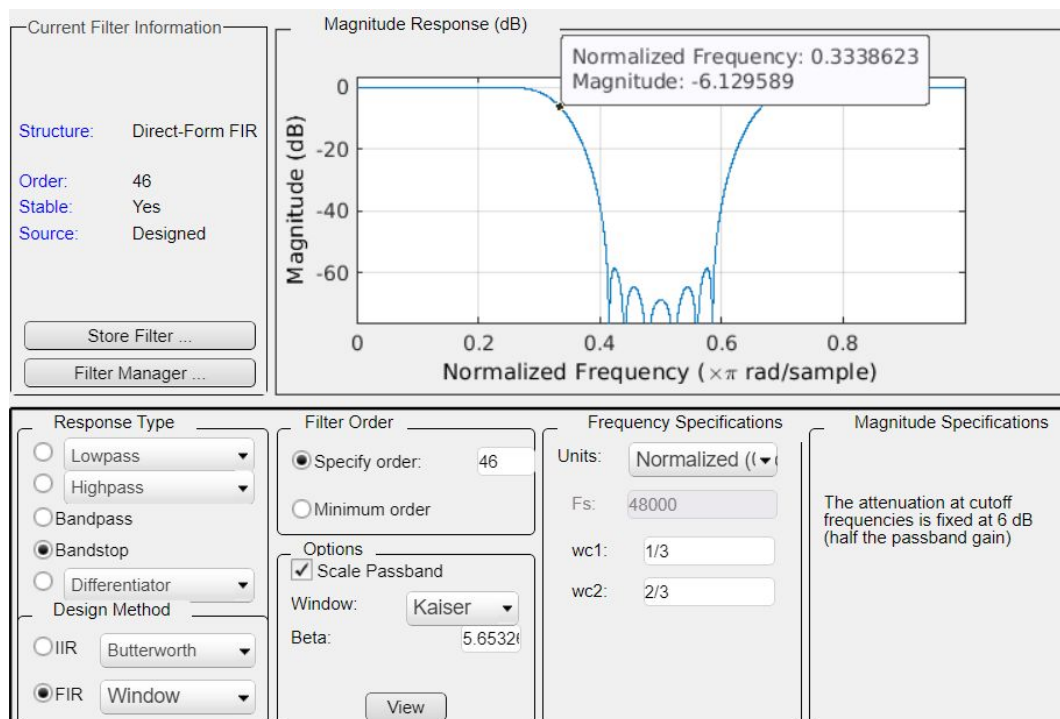 Current Filter Information
Structure: Direct-Form FIR
Order: 46
Stable: Yes
Source: Designed
Store Filter ...
Filter Manager ...
Magnitude Response (dB)
Normalized Frequency: 0.3338623
Magnitude: -6.129589
0
-20
-40
-60
Magnitude (dB)
0 0.2 0.4 0.6 0.8
Normalized Frequency (×π rad/sample)
Response Type
Lowpass
Highpass
Bandpass
Bandstop
Differentiator
Design Method
IIR Butterworth
FIR Window
Filter Order
Specify order: 46
Minimum order
Options
Scale Passband
Window: Kaiser
Beta: 5.6532
View
Frequency Specifications
Units: Normalized (
Fs: 48000
wc1: 1/3
wc2: 2/3
Magnitude Specifications
The attenuation at cutoff
frequencies is fixed at 6 dB
(half the passband gain)